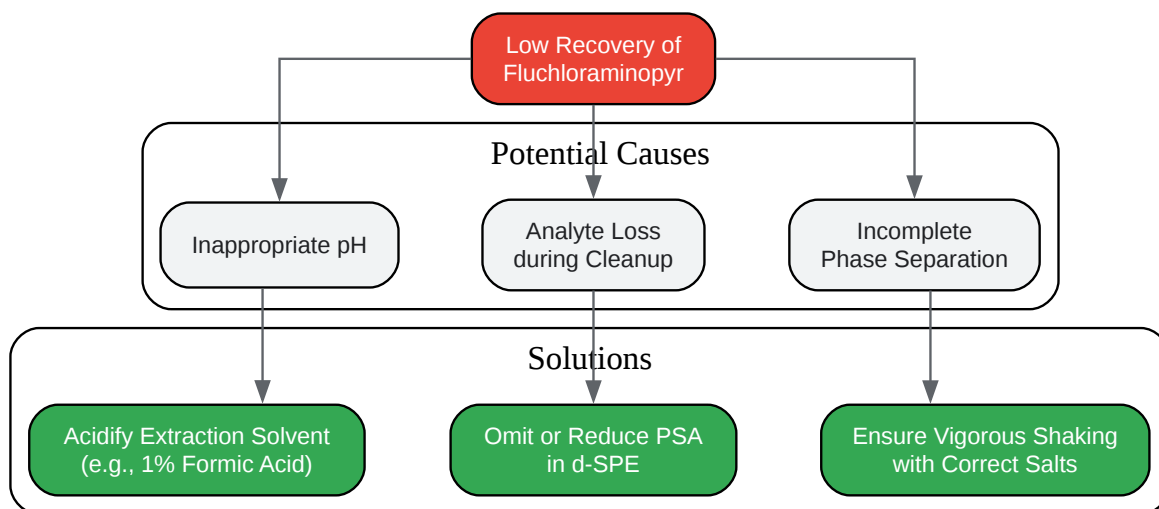 Low Recovery of
Fluchloraminopyr
Potential Causes
Inappropriate pH
Analyte Loss
during Cleanup
Incomplete
Phase Separation
Solutions
Acidify Extraction Solvent
(e.g., 1% Formic Acid)
Omit or Reduce PSA
in d-SPE
Ensure Vigorous Shaking
with Correct Salts